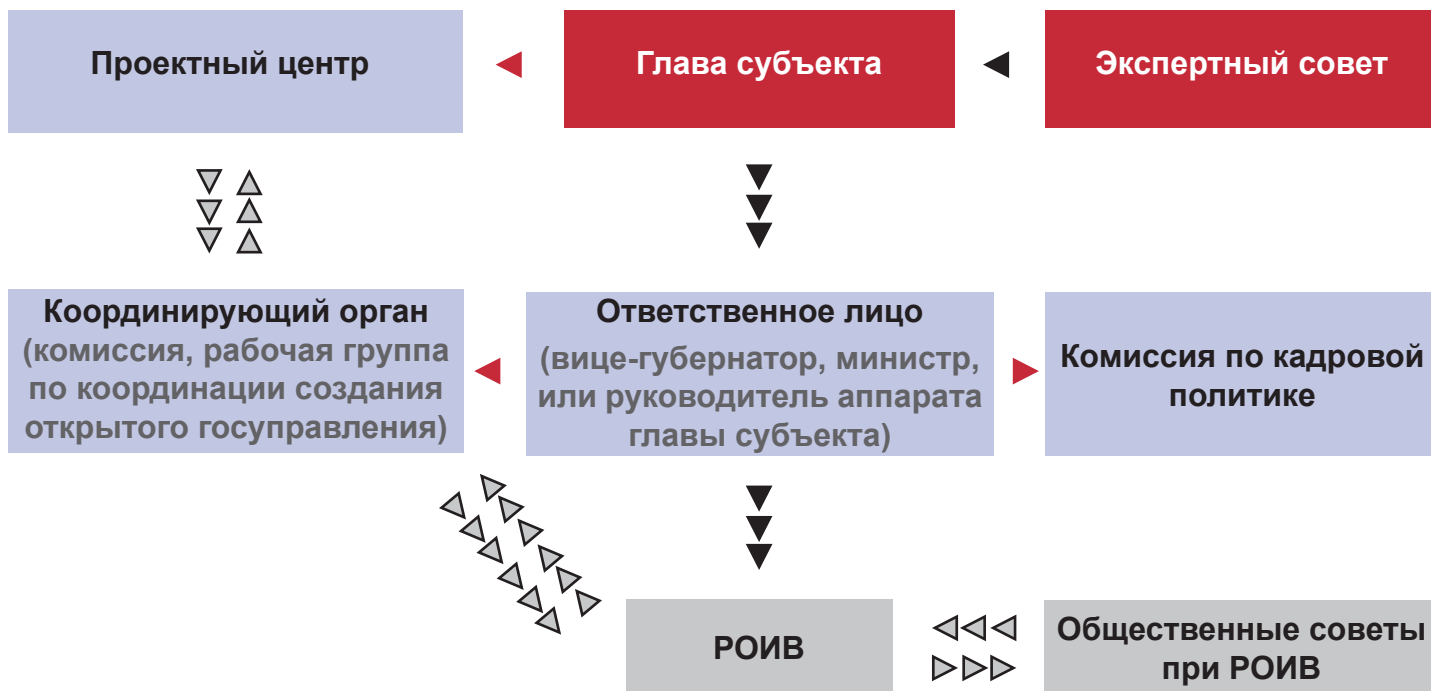 Проектный центр
Глава субъекта
Экспертный совет
Координирующий орган
(комиссия, рабочая группа
по координации создания
открытого госуправления)
Ответственное лицо
(вице-губернатор, министр,
или руководитель аппарата
главы субъекта)
Комиссия по кадровой
политике
РОИВ
Общественные советы
при РОИВ